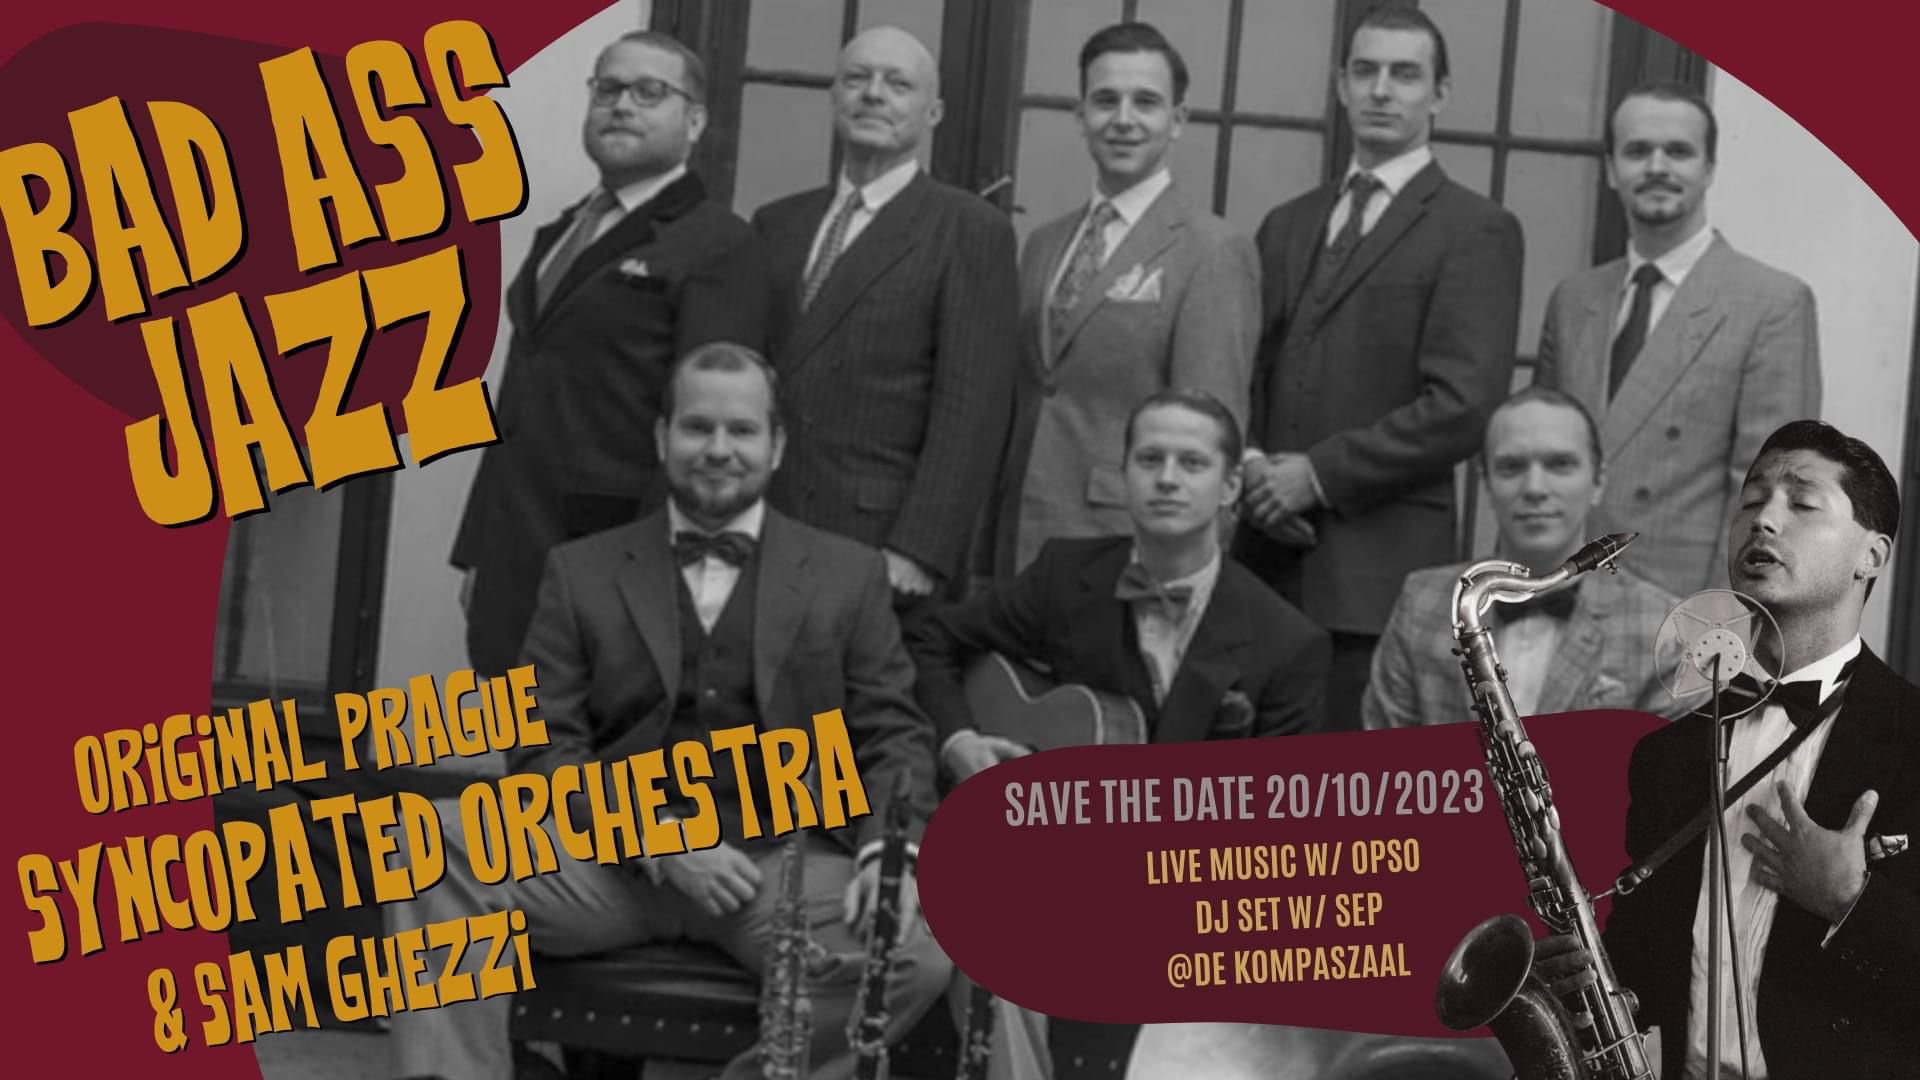 BAD ASS
JAZZ
ORiGiNAL PRAGUE
SYNCOPATED ORCHESTRA
& SAM GHEZZi
SAVE THE DATE 20/10/2023
LIVE MUSIC W/ OPSO
DJ SET W/ SEP
@DE KOMPASZAAL